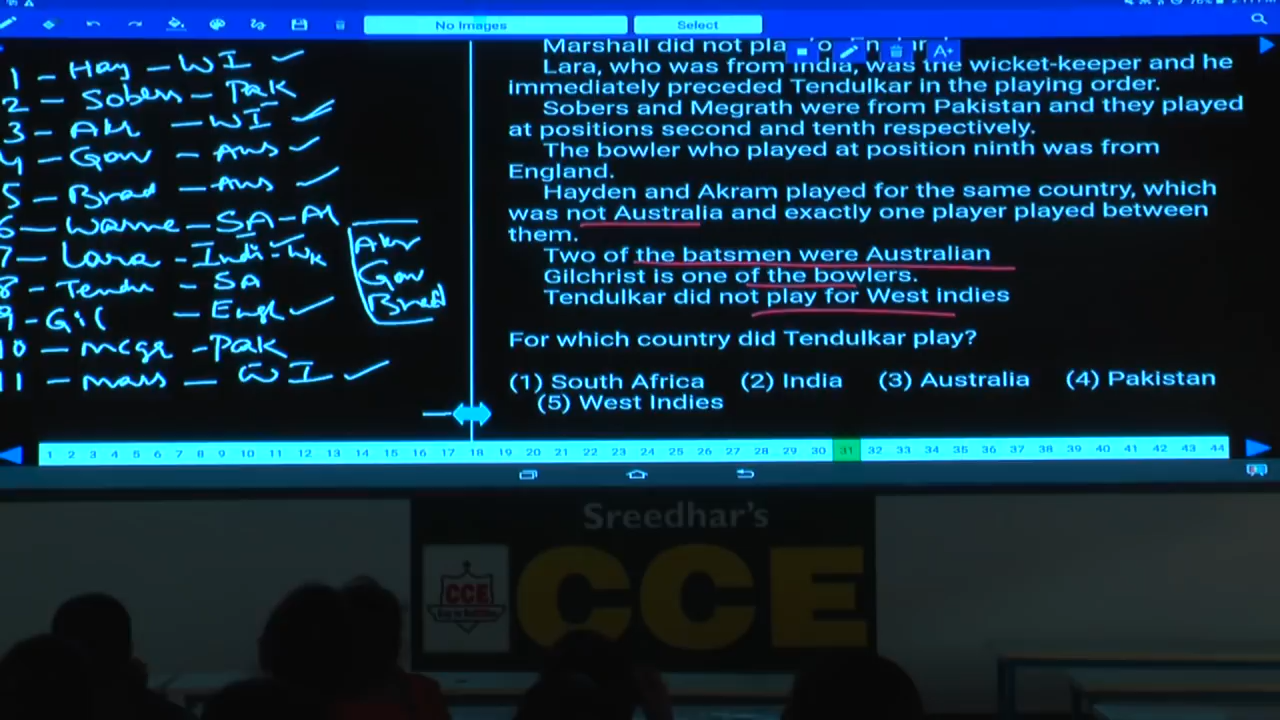 No Images
Select
A+
1 - Hay - WI ✓
2 - Sobers - Pak
3 - Akr - WI ✓
4 - Gav - Aus ✓
5 - Brad - Aus ✓
6 - Warne - SA - Al
7 - Lara - Indi - WK
8 - Tendu - SA
9 - Gil - Engl ✓
10 - mcgr - Pak
11 - mars - WI ✓
Akr
Gav
Brad
Marshall did not pla
Lara, who was from India, was the wicket-keeper and he
immediately preceded Tendulkar in the playing order.
Sobers and Megrath were from Pakistan and they played
at positions second and tenth respectively.
The bowler who played at position ninth was from
England.
Hayden and Akram played for the same country, which
was not Australia and exactly one player played between
them.
Two of the batsmen were Australian
Gilchrist is one of the bowlers.
Tendulkar did not play for West indies
For which country did Tendulkar play?
(1) South Africa (2) India (3) Australia (4) Pakistan
(5) West Indies
1 2 3 4 5 6 7 8 9 10 11 12 13 14 15 16 17 18 19 20 21 22 23 24 25 26 27 28 29 30 31 32 33 34 35 36 37 38 39 40 41 42 43 44
Sreedhar's
CCE
CCE